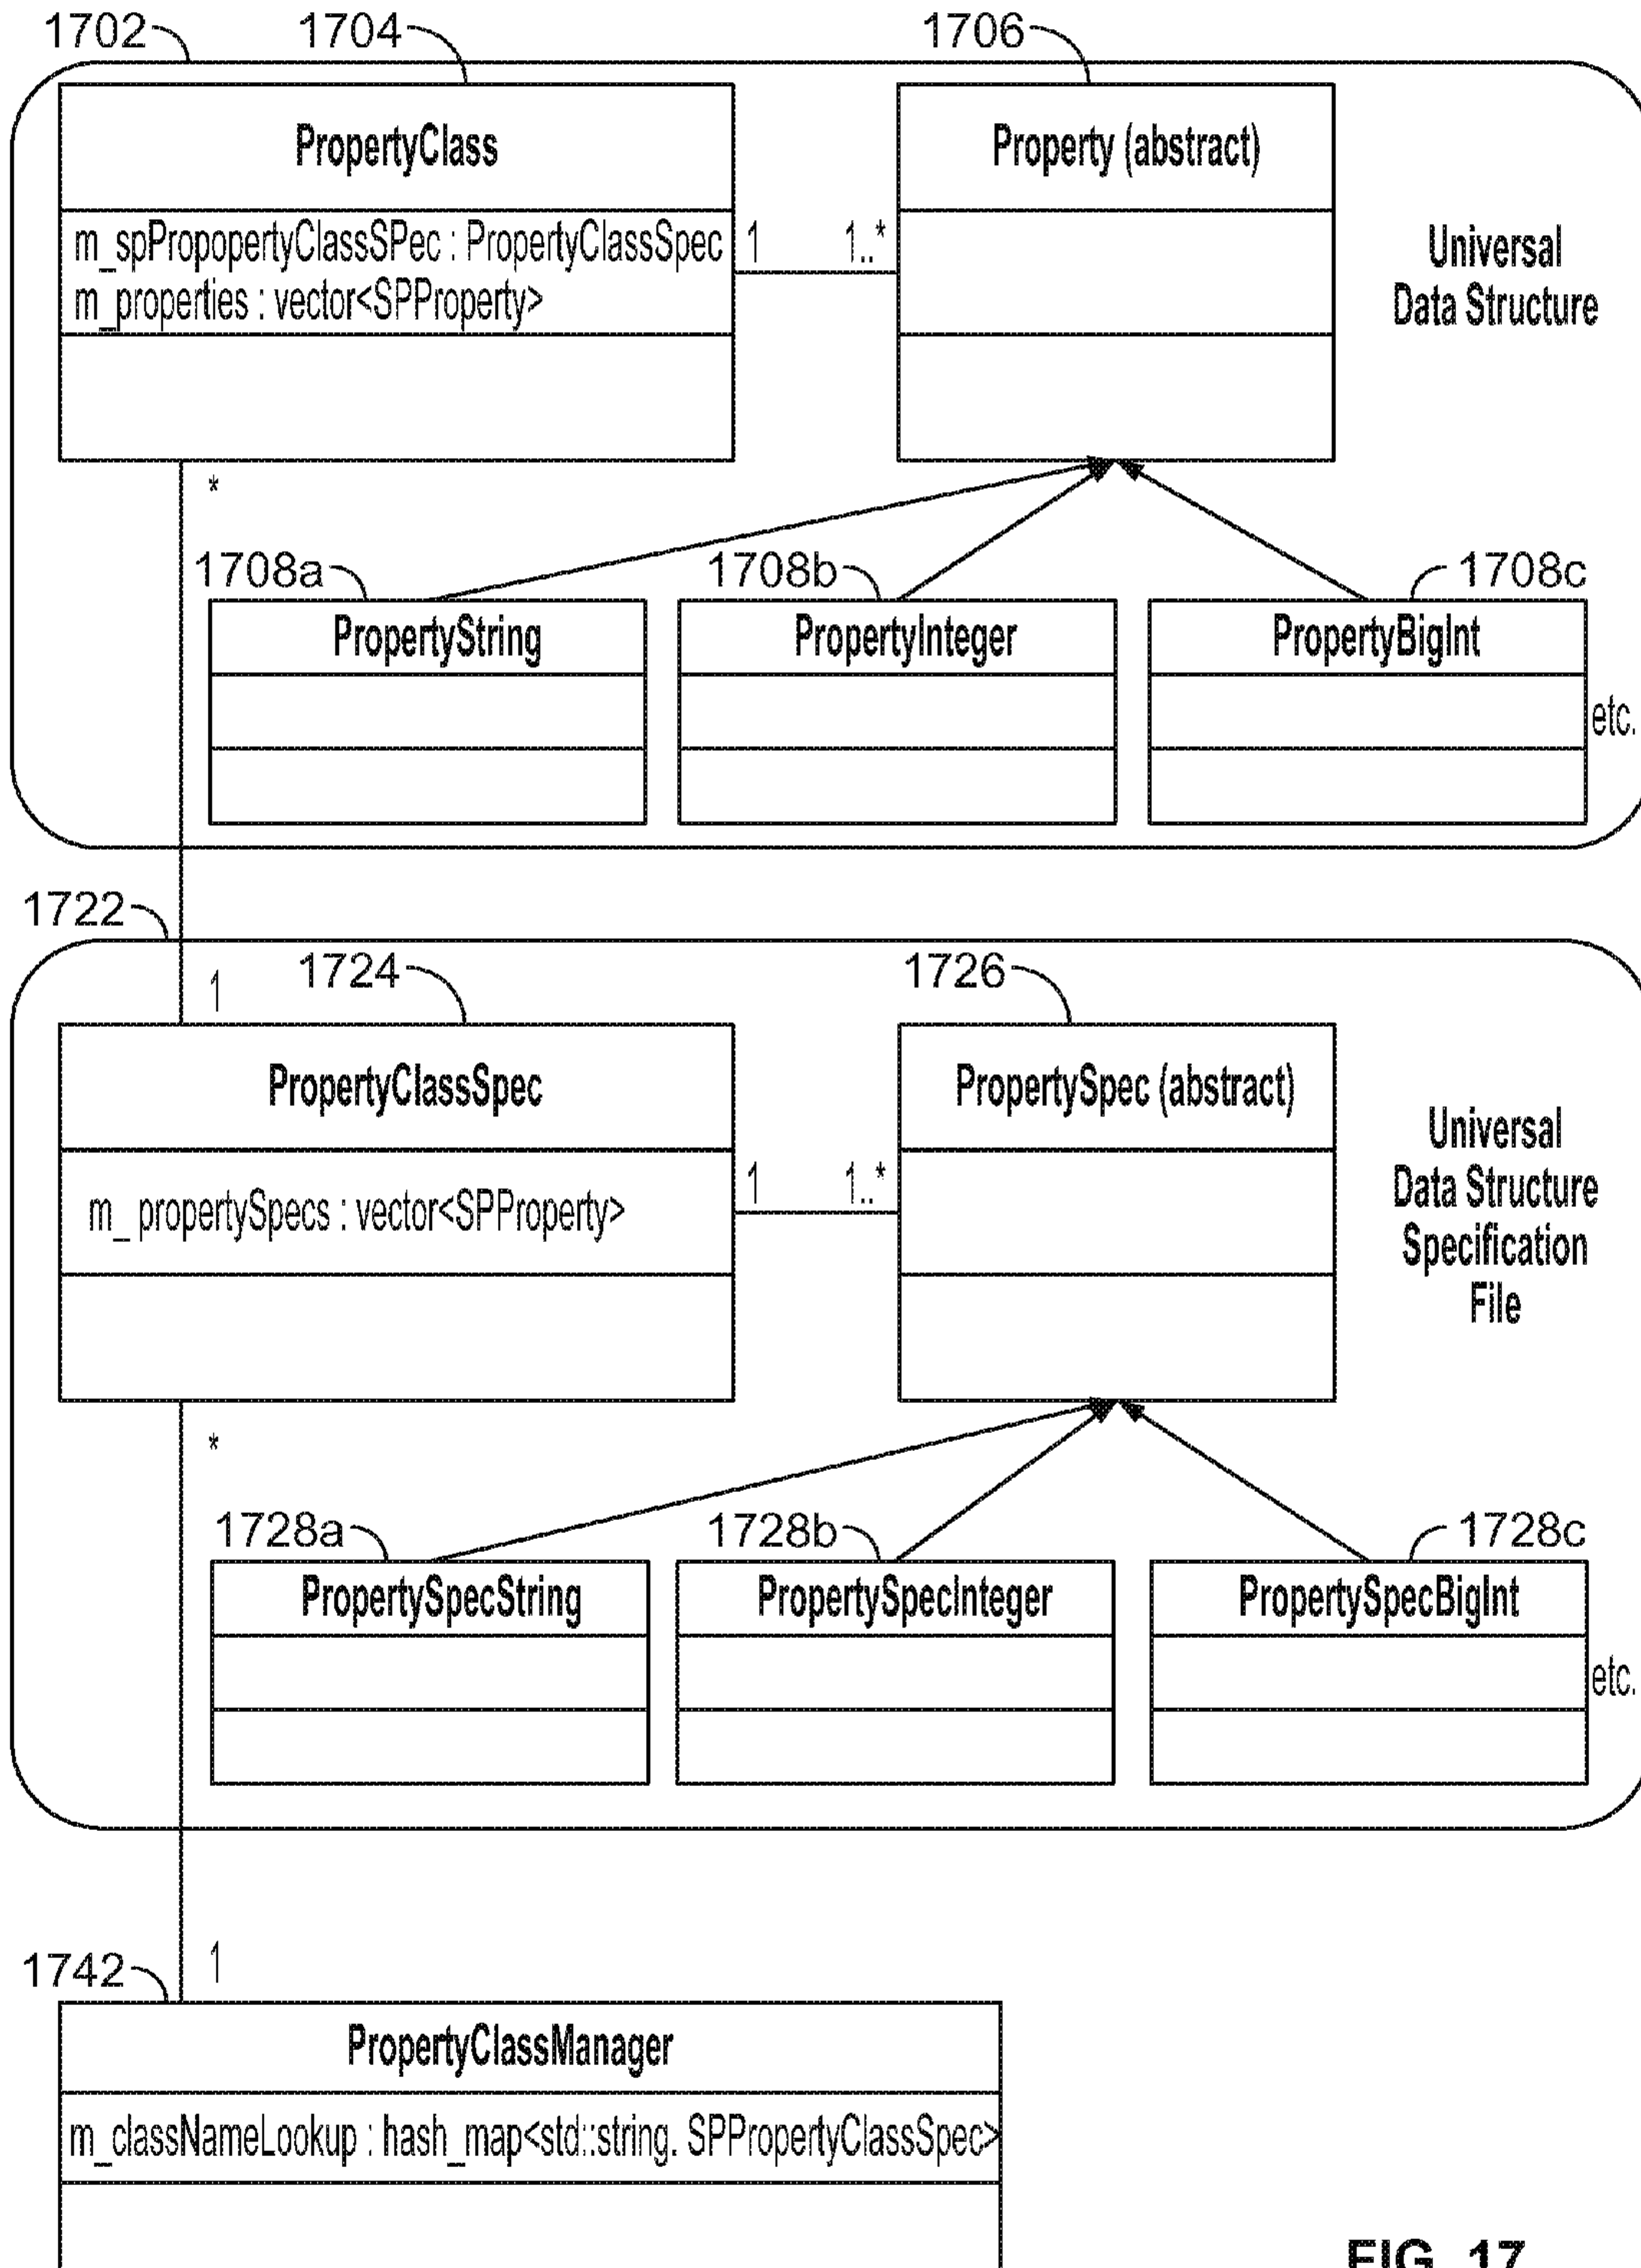 1702
1704
1706
PropertyClass
Property (abstract)
m_spPropopertyClassSPec : PropertyClassSpec
m_properties : vector<SPProperty>
1
1..*
Universal
Data Structure
*
1708a
1708b
1708c
PropertyString
PropertyInteger
PropertyBigInt
etc.
1722
1
1724
1726
PropertyClassSpec
PropertySpec (abstract)
m_ propertySpecs : vector<SPProperty>
1
1..*
Universal
Data Structure
Specification
File
*
1728a
1728b
1728c
PropertySpecString
PropertySpecInteger
PropertySpecBigInt
etc.
1742
1
PropertyClassManager
m_classNameLookup : hash_map<std::string. SPPropertyClassSpec>
FIG. 17